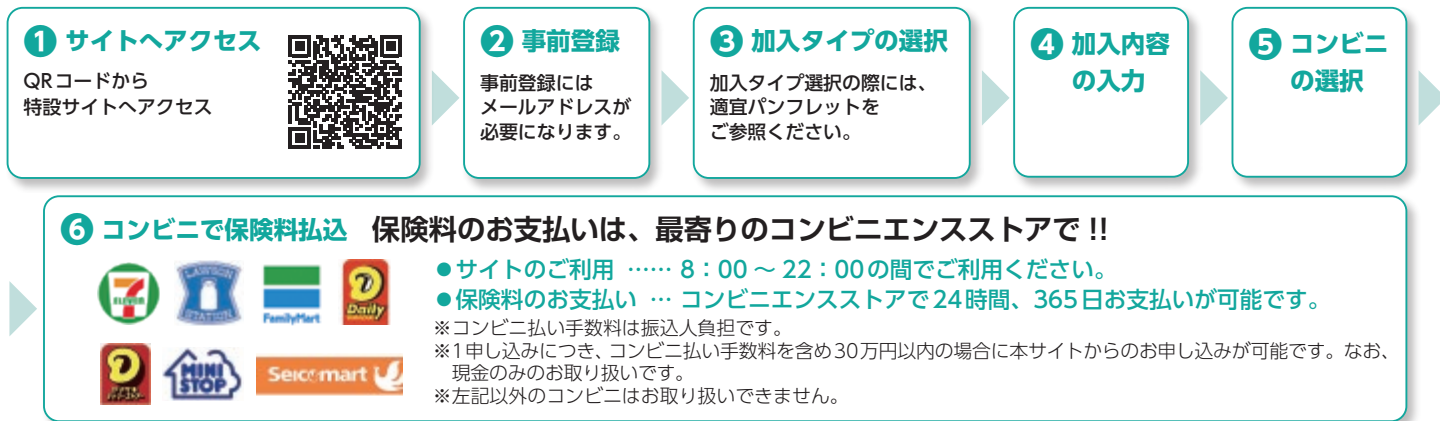 ❶ サイトへアクセス
QRコードから
特設サイトへアクセス
❷ 事前登録
事前登録には
メールアドレスが
必要になります。
❸ 加入タイプの選択
加入タイプ選択の際には、
適宜パンフレットを
ご参照ください。
❹ 加入内容
の入力
❺ コンビニ
の選択
❻ コンビニで保険料払込 保険料のお支払いは、最寄りのコンビニエンスストアで !!
●サイトのご利用 …… 8：00 ～ 22：00の間でご利用ください。
●保険料のお支払い … コンビニエンスストアで24時間、365日お支払いが可能です。
※コンビニ払い手数料は振込人負担です。
※1申し込みにつき、コンビニ払い手数料を含め30万円以内の場合に本サイトからのお申し込みが可能です。なお、
現金のみのお取り扱いです。
※左記以外のコンビニはお取り扱いできません。
7 ELEVEN
LAWSON STATION
FamilyMart
D Daily
D
MINI STOP
Seicomart